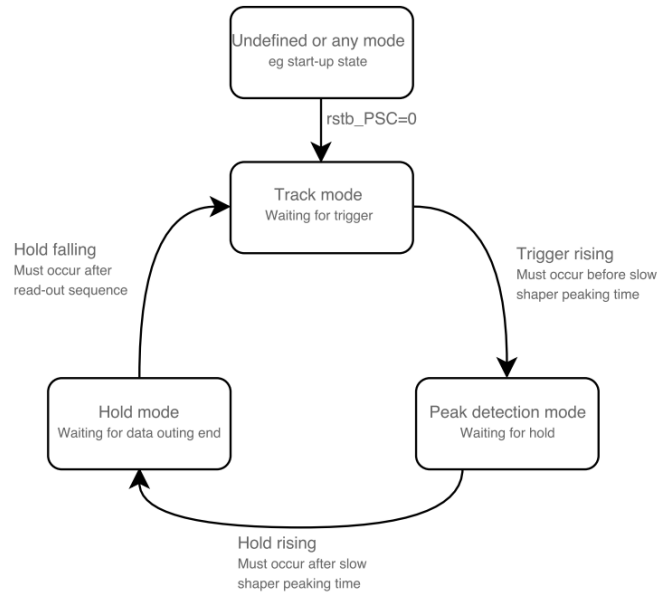 Undefined or any mode
eg start-up state
rstb_PSC=0
Track mode
Waiting for trigger
Hold falling
Must occur after
read-out sequence
Trigger rising
Must occur before slow
shaper peaking time
Hold mode
Waiting for data outing end
Peak detection mode
Waiting for hold
Hold rising
Must occur after slow
shaper peaking time